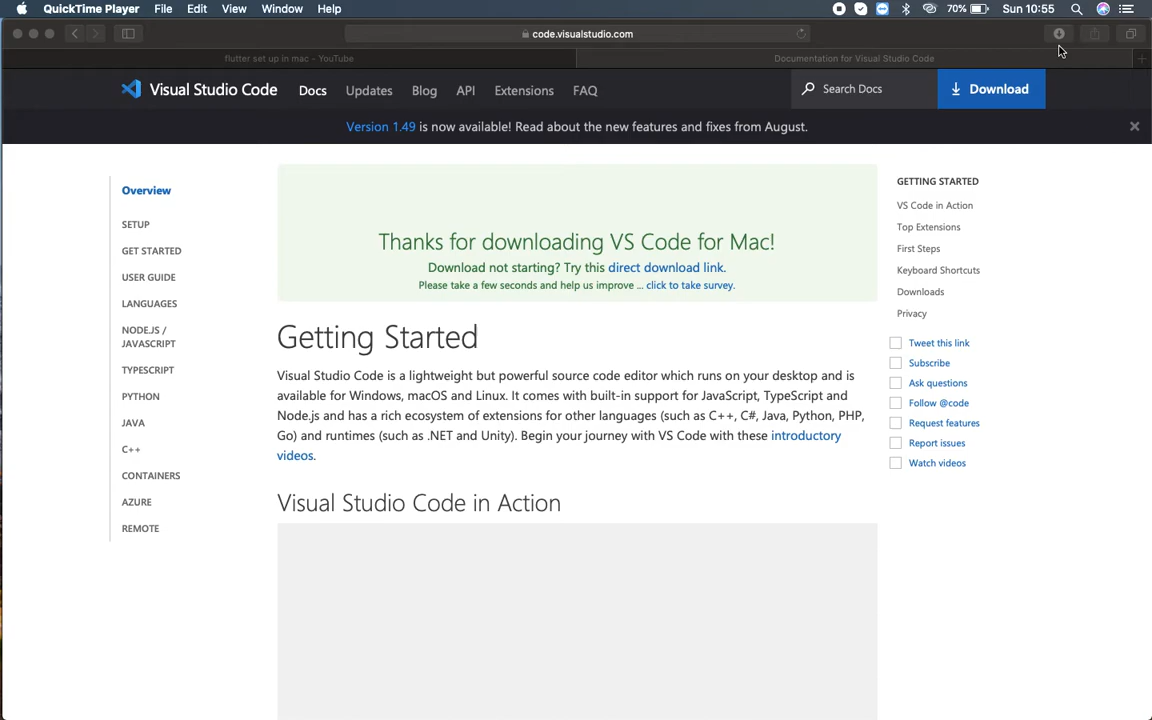 QuickTime Player File Edit View Window Help 70% Sun 10:55
code.visualstudio.com
flutter set up in mac - YouTube Documentation for Visual Studio Code
Visual Studio Code Docs Updates Blog API Extensions FAQ Search Docs Download
Version 1.49 is now available! Read about the new features and fixes from August.
Overview
SETUP
GET STARTED
USER GUIDE
LANGUAGES
NODE.JS /
JAVASCRIPT
TYPESCRIPT
PYTHON
JAVA
C++
CONTAINERS
AZURE
REMOTE
Thanks for downloading VS Code for Mac!
Download not starting? Try this direct download link.
Please take a few seconds and help us improve ... click to take survey.
Getting Started
Visual Studio Code is a lightweight but powerful source code editor which runs on your desktop and is
available for Windows, macOS and Linux. It comes with built-in support for JavaScript, TypeScript and
Node.js and has a rich ecosystem of extensions for other languages (such as C++, C#, Java, Python, PHP,
Go) and runtimes (such as .NET and Unity). Begin your journey with VS Code with these introductory
videos.
Visual Studio Code in Action
GETTING STARTED
VS Code in Action
Top Extensions
First Steps
Keyboard Shortcuts
Downloads
Privacy
Tweet this link
Subscribe
Ask questions
Follow @code
Request features
Report issues
Watch videos